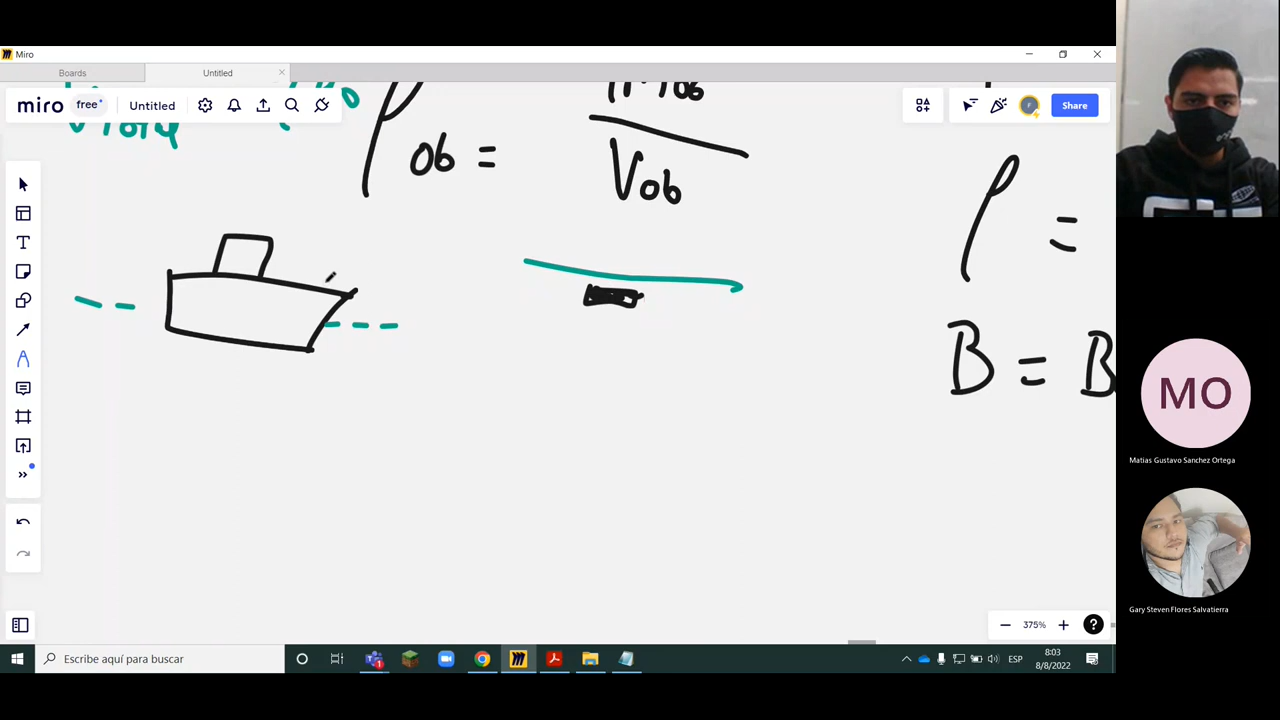 Miro
Boards
Untitled
miro free Untitled
Share
ρ ob = mob
Vob
ρ =
B = B
MO
Matias Gustavo Sanchez Ortega
Gary Steven Flores Salvatierra
375%
Escribe aquí para buscar
ESP
8:03
8/8/2022